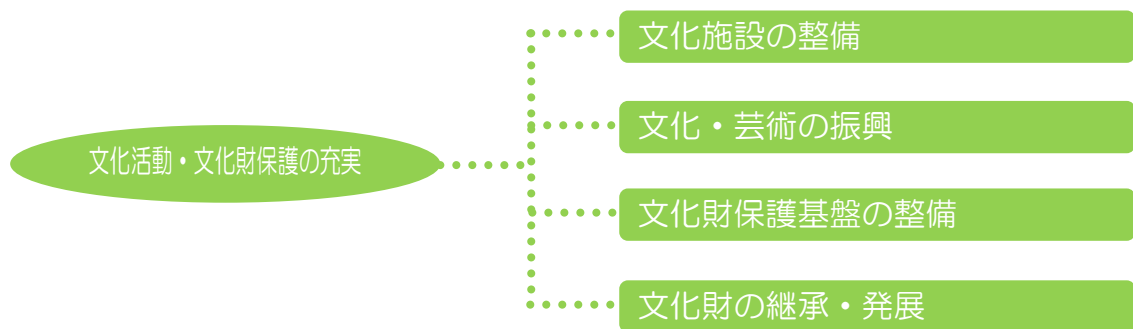 文化施設の整備
文化・芸術の振興
文化活動・文化財保護の充実
文化財保護基盤の整備
文化財の継承・発展